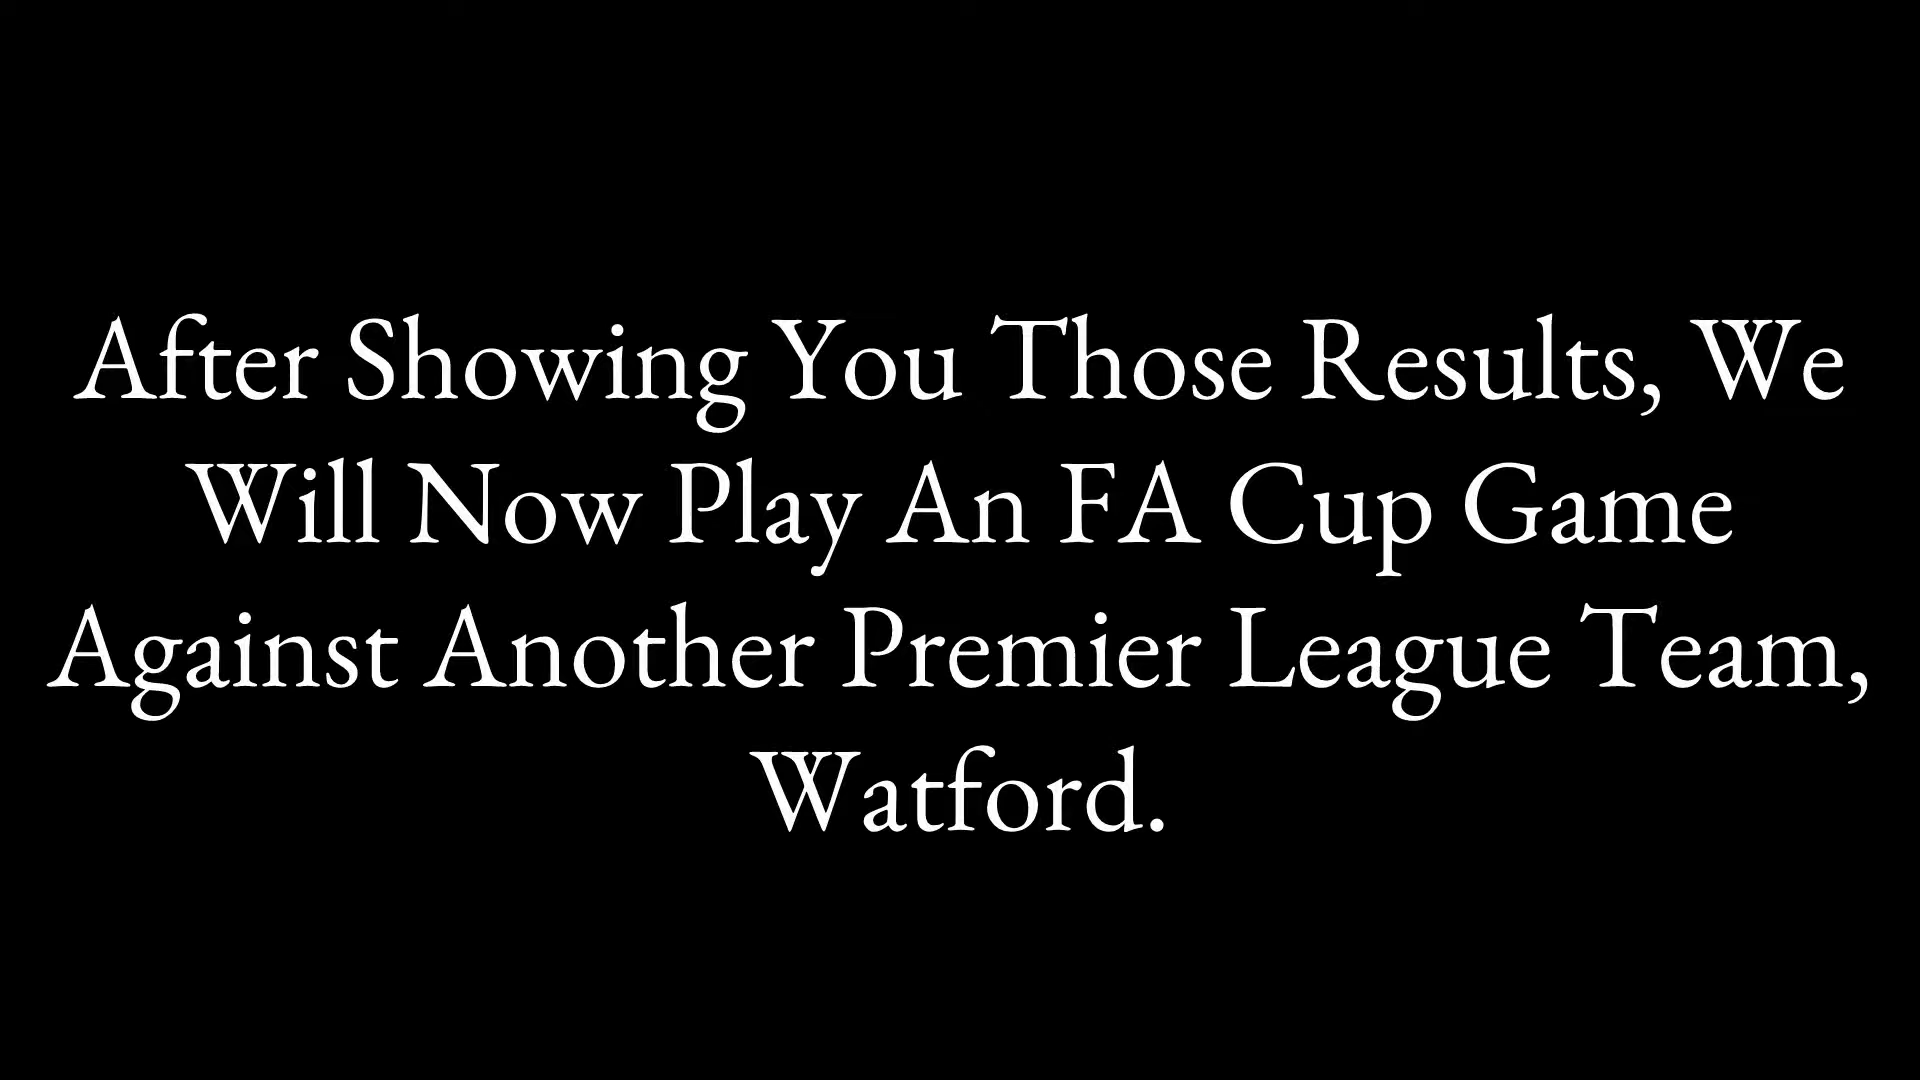 After Showing You Those Results, We
Will Now Play An FA Cup Game
Against Another Premier League Team,
Watford.